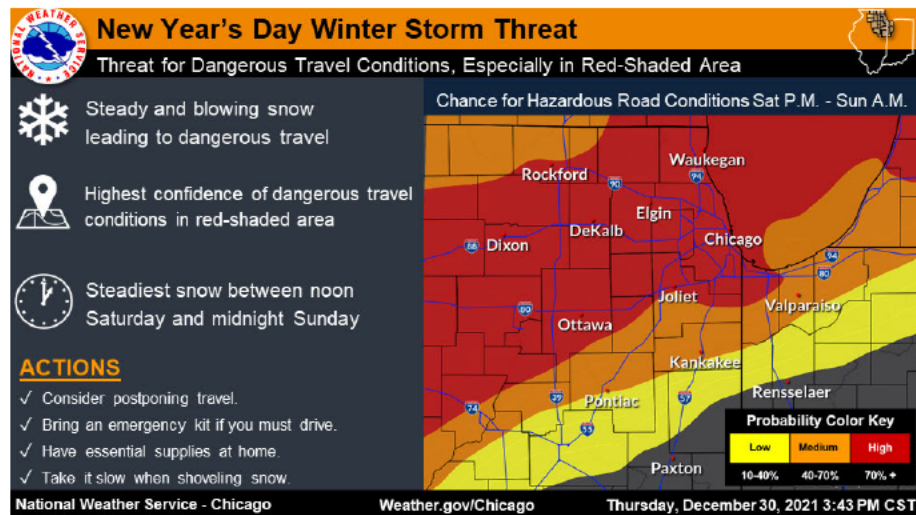 NATIONAL WEATHER SERVICE
New Year's Day Winter Storm Threat
Threat for Dangerous Travel Conditions, Especially in Red-Shaded Area
Steady and blowing snow
leading to dangerous travel
Highest confidence of dangerous travel
conditions in red-shaded area
Steadiest snow between noon
Saturday and midnight Sunday
ACTIONS
✓ Consider postponing travel.
✓ Bring an emergency kit if you must drive.
✓ Have essential supplies at home.
✓ Take it slow when shoveling snow.
Chance for Hazardous Road Conditions Sat P.M. - Sun A.M.
Waukegan
Rockford
94
90
Elgin
DeKalb
Chicago
88
Dixon
94
80
Joliet
Valparaiso
80
Ottawa
Kankakee
Rensselaer
39
57
Pontiac
74
55
Paxton
Probability Color Key
Low Medium High
10-40% 40-70% 70% +
National Weather Service - Chicago Weather.gov/Chicago Thursday, December 30, 2021 3:43 PM CST